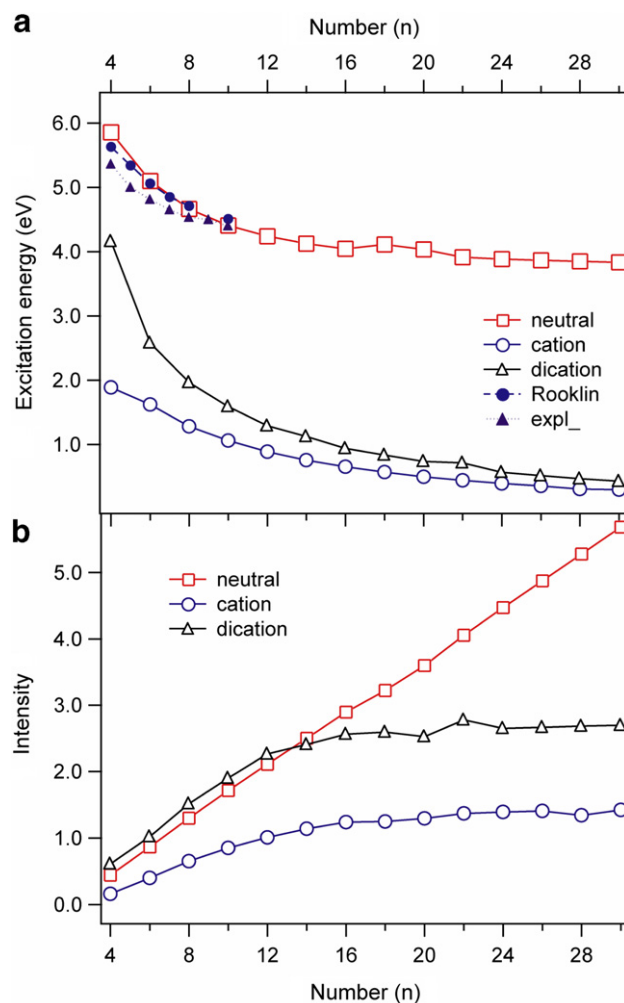 a
Number (n)
4 8 12 16 20 24 28
6.0
5.0
4.0
3.0
2.0
1.0
Excitation energy (eV)
neutral
cation
dication
Rooklin
expl_
b
5.0
4.0
3.0
2.0
1.0
0.0
Intensity
neutral
cation
dication
4 8 12 16 20 24 28
Number (n)